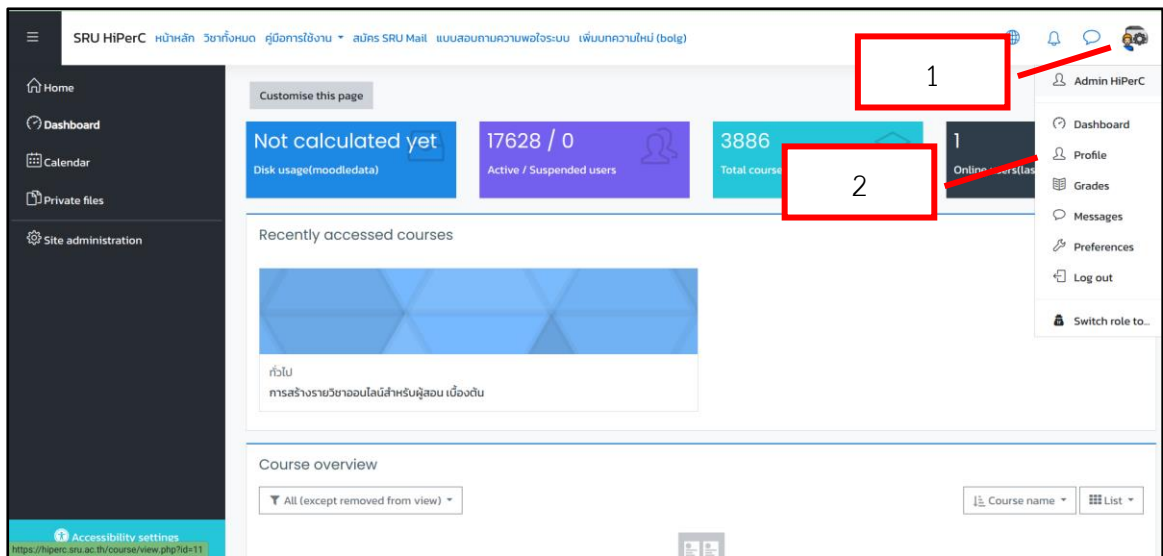 SRU HiPerC หน้าหลัก วิชาทั้งหมด คู่มือการใช้งาน สมัคร SRU Mail แบบสอบถามความพอใจระบบ เพิ่มบทความใหม่ (bolg)
1
Home
Dashboard
Calendar
Private files
Site administration
Customise this page
Not calculated yet
Disk usage(moodledata)
17628 / 0
Active / Suspended users
3886
Total course
1
Online users(las
2
Admin HiPerC
Dashboard
Profile
Grades
Messages
Preferences
Log out
Switch role to...
Recently accessed courses
ทั่วไป
การสร้างรายวิชาออนไลน์สำหรับผู้สอน เบื้องต้น
Course overview
All (except removed from view)
Course name
List
Accessibility settings
https://hiperc.sru.ac.th/course/view.php?id=11